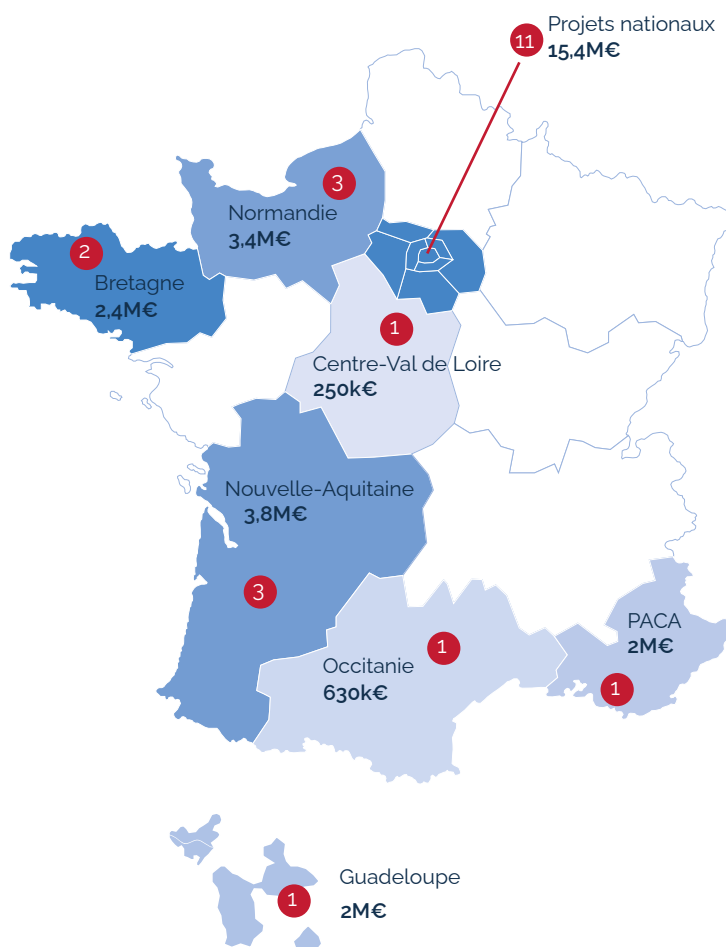 Projets nationaux
11
15,4M€
3
Normandie
3,4M€
2
Bretagne
2,4M€
1
Centre-Val de Loire
250k€
Nouvelle-Aquitaine
3,8M€
3
PACA
2M€
1
1
Occitanie
630k€
Guadeloupe
1
2M€